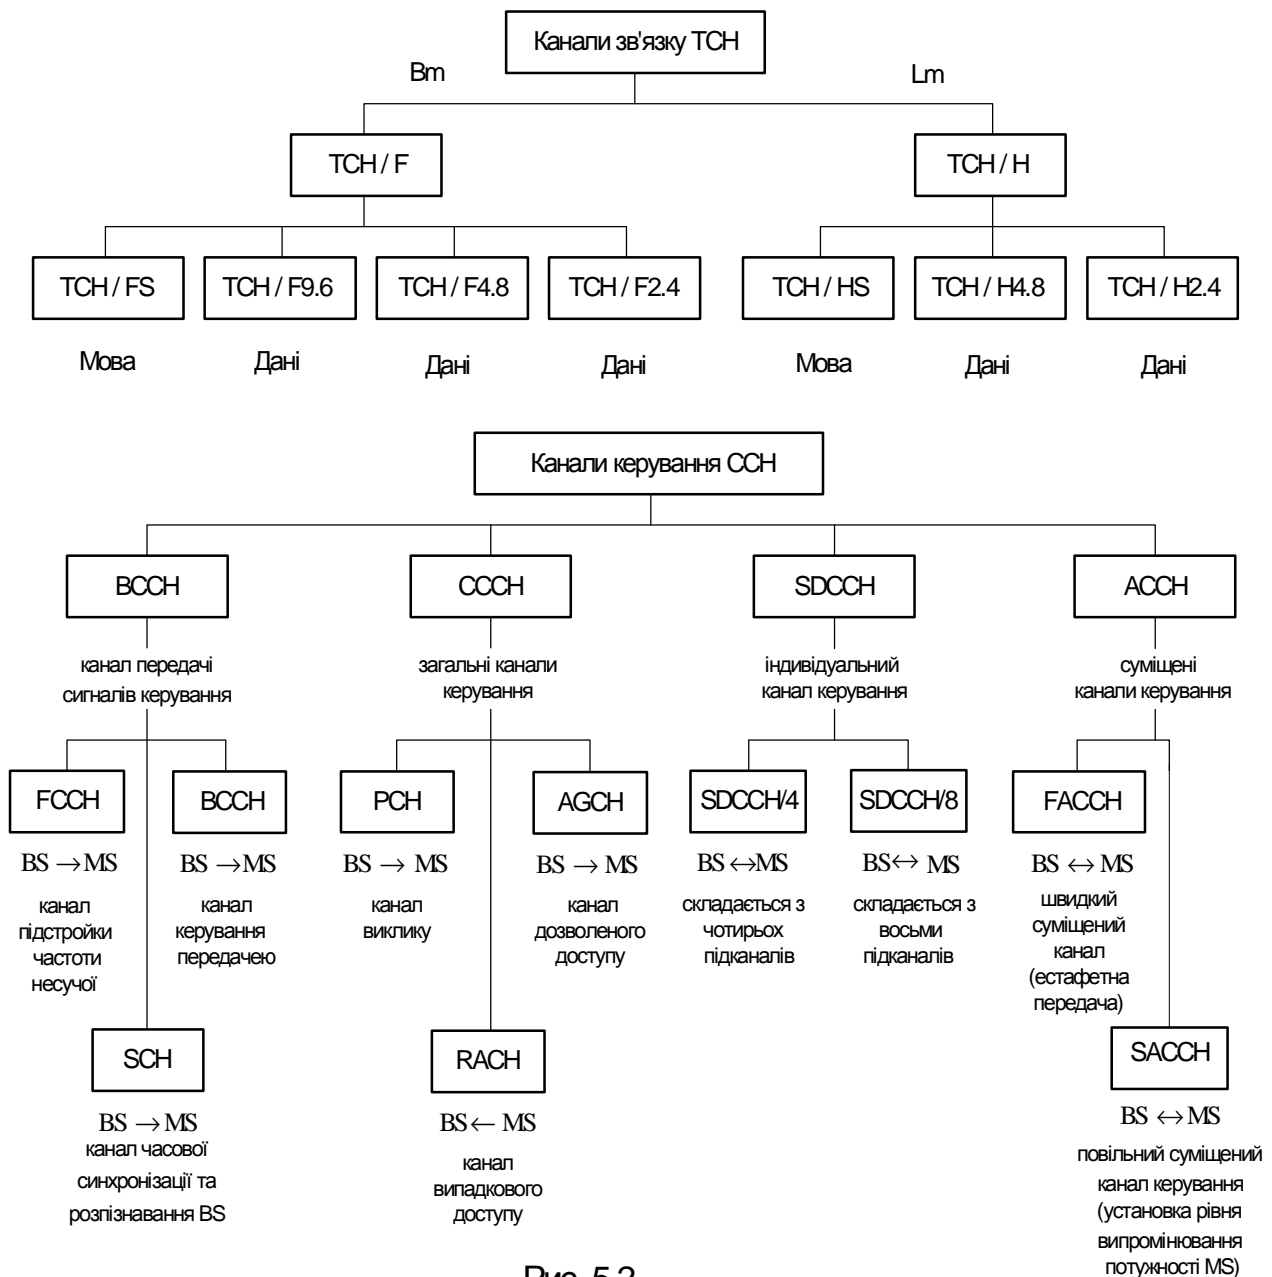 Канали зв'язку TCH
Bm
Lm
TCH / F
TCH / H
TCH / FS
TCH / F9.6
TCH / F4.8
TCH / F2.4
TCH / HS
TCH / H4.8
TCH / H2.4
Мова
Дані
Дані
Дані
Мова
Дані
Дані
Канали керування CCH
BCCH
CCCH
SDCCH
ACCH
канал передачі
сигналів керування
загальні канали
керування
індивідуальний
канал керування
суміщені
канали керування
FCCH
BCCH
PCH
AGCH
SDCCH/4
SDCCH/8
FACCH
BS → MS
канал
підстройки
частоти
несучої
BS → MS
канал
керування
передачею
BS → MS
канал
виклику
BS → MS
канал
дозволеного
доступу
BS ↔ MS
складається з
чотирьох
підканалів
BS ↔ MS
складається з
восьми
підканалів
BS ↔ MS
швидкий
суміщений
канал
(естафетна
передача)
SCH
RACH
SACCH
BS → MS
канал часової
синхронізації та
розпізнавання BS
BS ← MS
канал
випадкового
доступу
BS ↔ MS
повільний суміщений
канал керування
(установка рівня
випромінювання
потужності MS)
Рис. 5.2